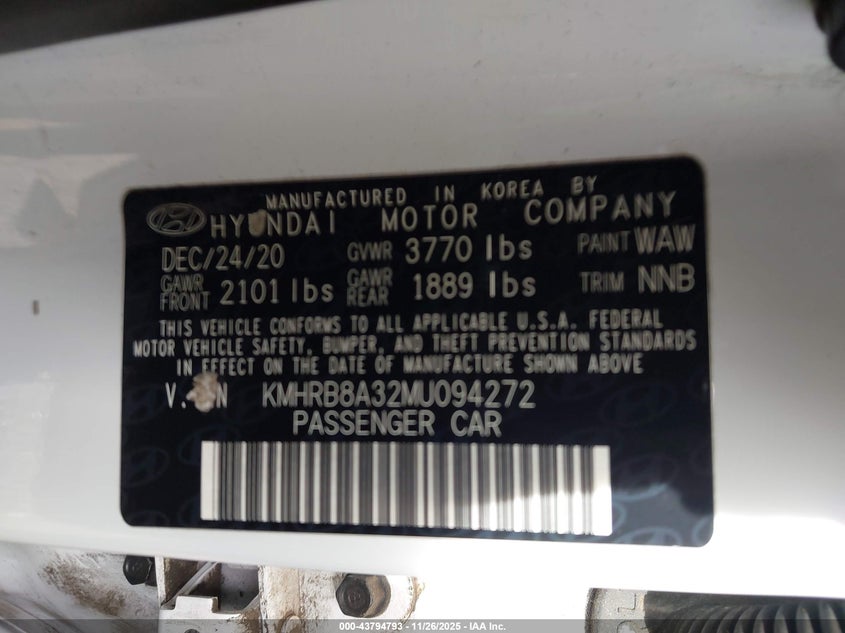 MANUFACTURED IN KOREA BY
HYUNDAI MOTOR COMPANY
DEC/24/20 GVWR 3770 lbs PAINT WAW
GAWR FRONT 2101 lbs GAWR REAR 1889 lbs TRIM NNB
THIS VEHICLE CONFORMS TO ALL APPLICABLE U.S.A. FEDERAL
MOTOR VEHICLE SAFETY, BUMPER, AND THEFT PREVENTION STANDARDS
IN EFFECT ON THE DATE OF MANUFACTURE SHOWN ABOVE
V.I.N KMHRB8A32MU094272
PASSENGER CAR
000-43794793 - 11/26/2025 - IAA Inc.